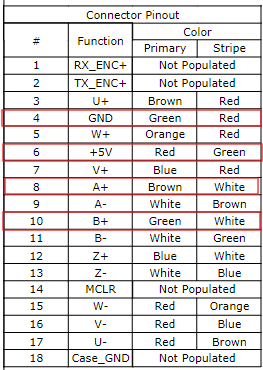 Connector Pinout
# Function Color
Primary Stripe
1 RX_ENC+ Not Populated
2 TX_ENC+ Not Populated
3 U+ Brown Red
4 GND Green Red
5 W+ Orange Red
6 +5V Red Green
7 V+ Blue Red
8 A+ Brown White
9 A- White Brown
10 B+ Green White
11 B- White Green
12 Z+ Blue White
13 Z- White Blue
14 MCLR Not Populated
15 W- Red Orange
16 V- Red Blue
17 U- Red Brown
18 Case_GND Not Populated